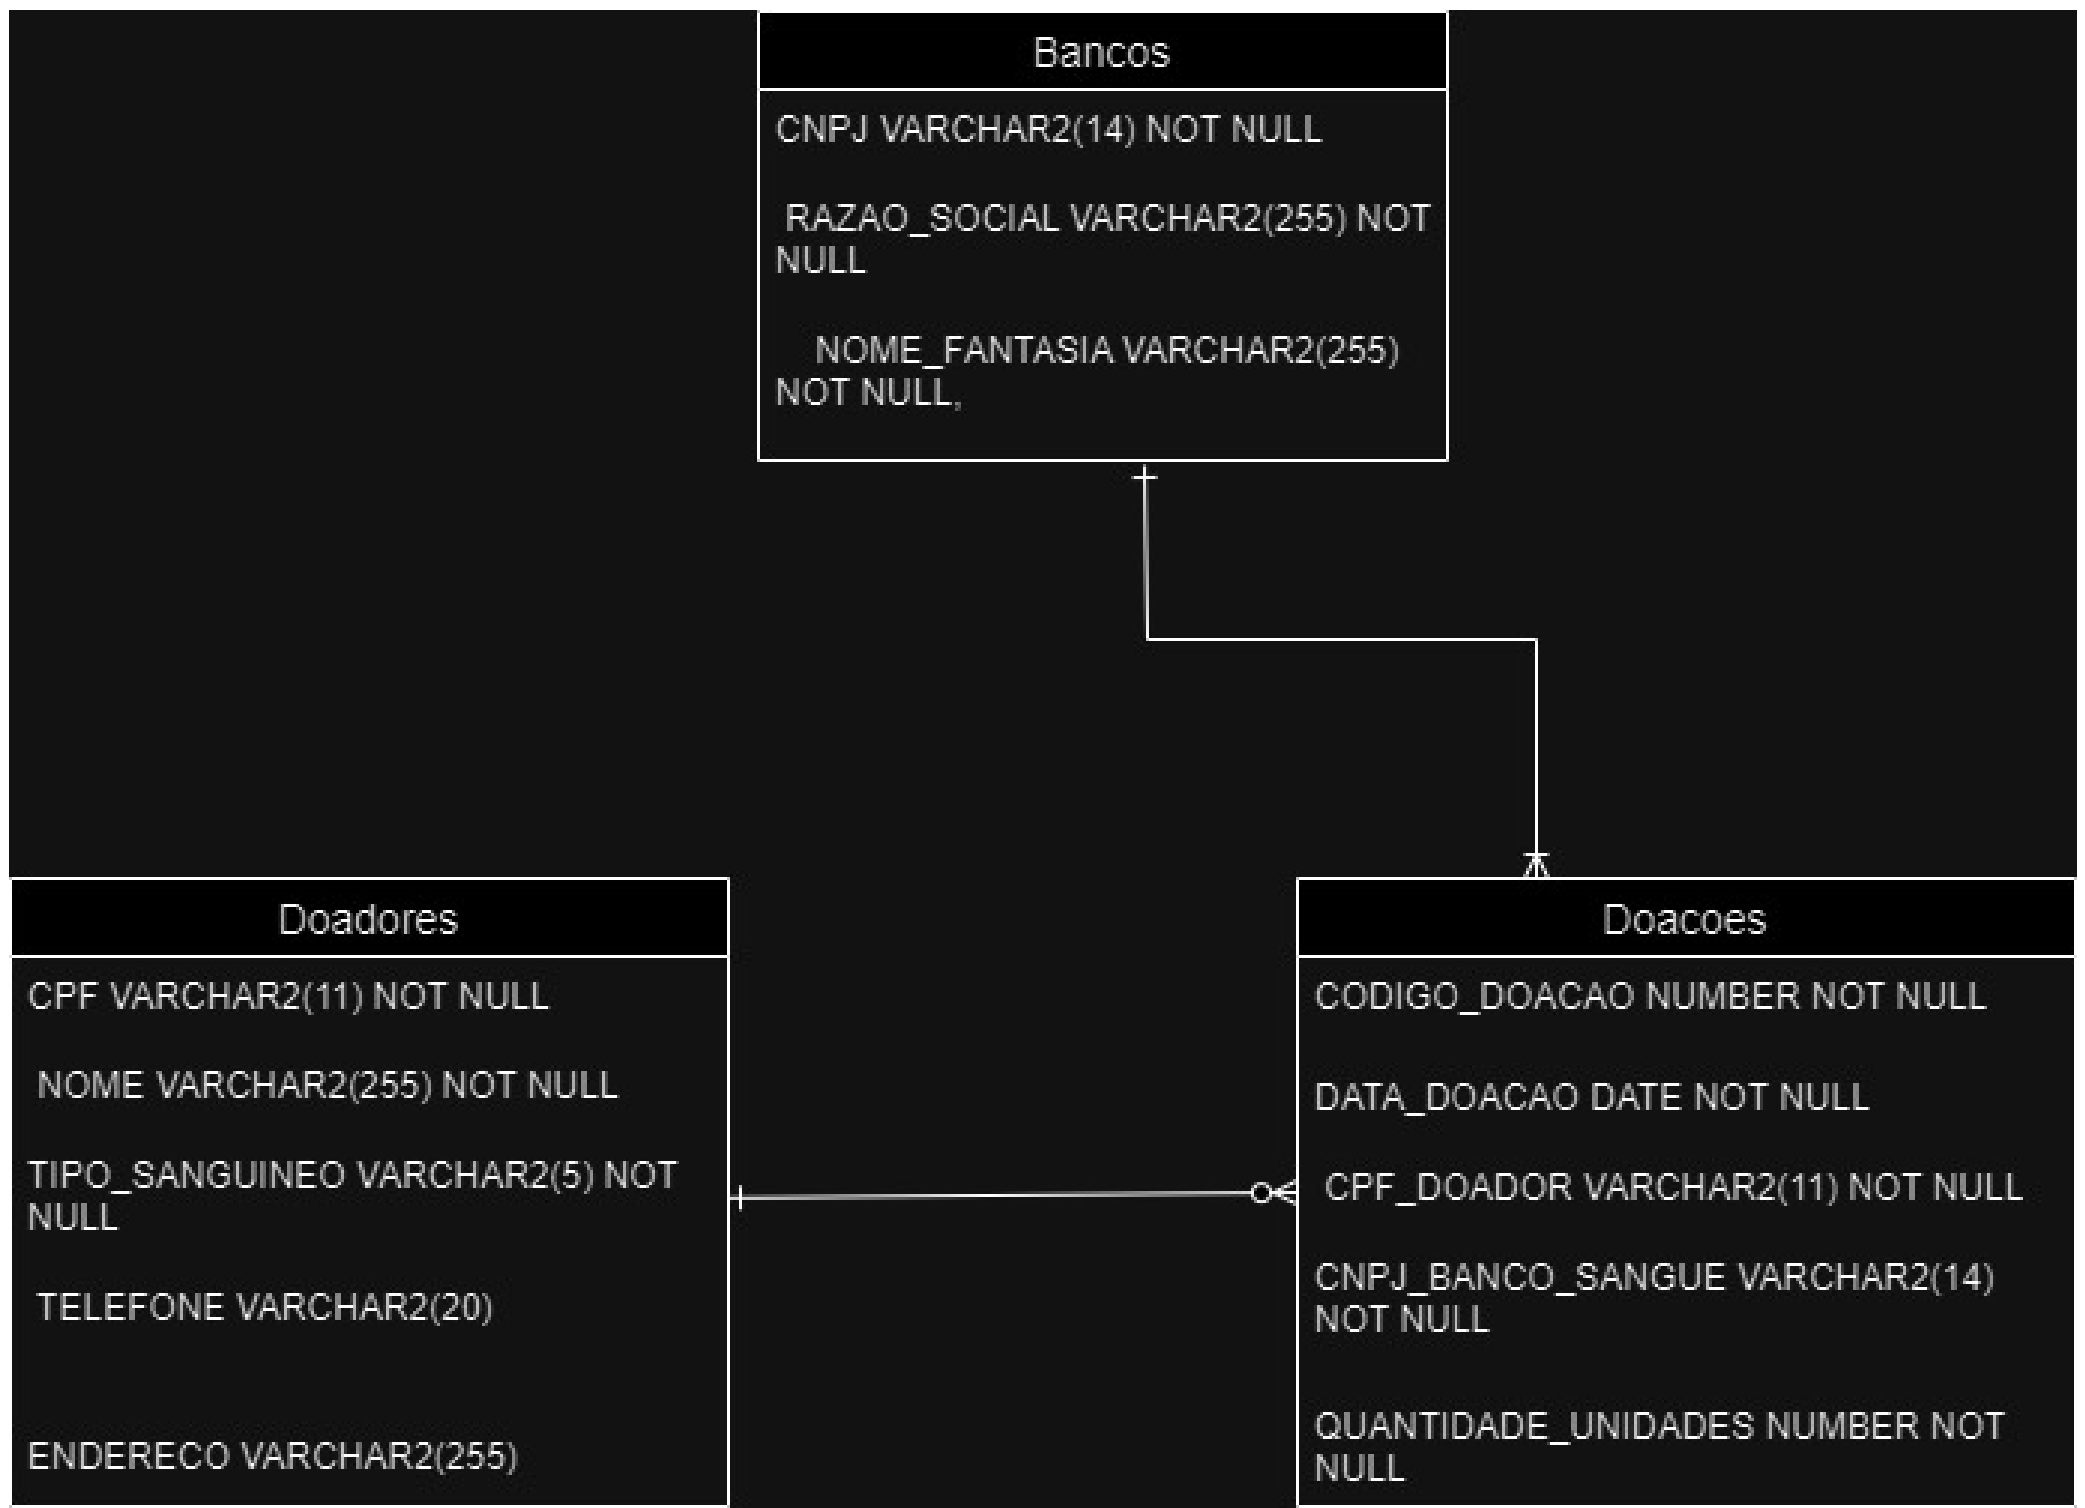 Bancos
CNPJ VARCHAR2(14) NOT NULL
RAZAO_SOCIAL VARCHAR2(255) NOT
NULL
NOME_FANTASIA VARCHAR2(255)
NOT NULL,
Doadores
CPF VARCHAR2(11) NOT NULL
NOME VARCHAR2(255) NOT NULL
TIPO_SANGUINEO VARCHAR2(5) NOT
NULL
TELEFONE VARCHAR2(20)
ENDERECO VARCHAR2(255)
Doacoes
CODIGO_DOACAO NUMBER NOT NULL
DATA_DOACAO DATE NOT NULL
CPF_DOADOR VARCHAR2(11) NOT NULL
CNPJ_BANCO_SANGUE VARCHAR2(14)
NOT NULL
QUANTIDADE_UNIDADES NUMBER NOT
NULL